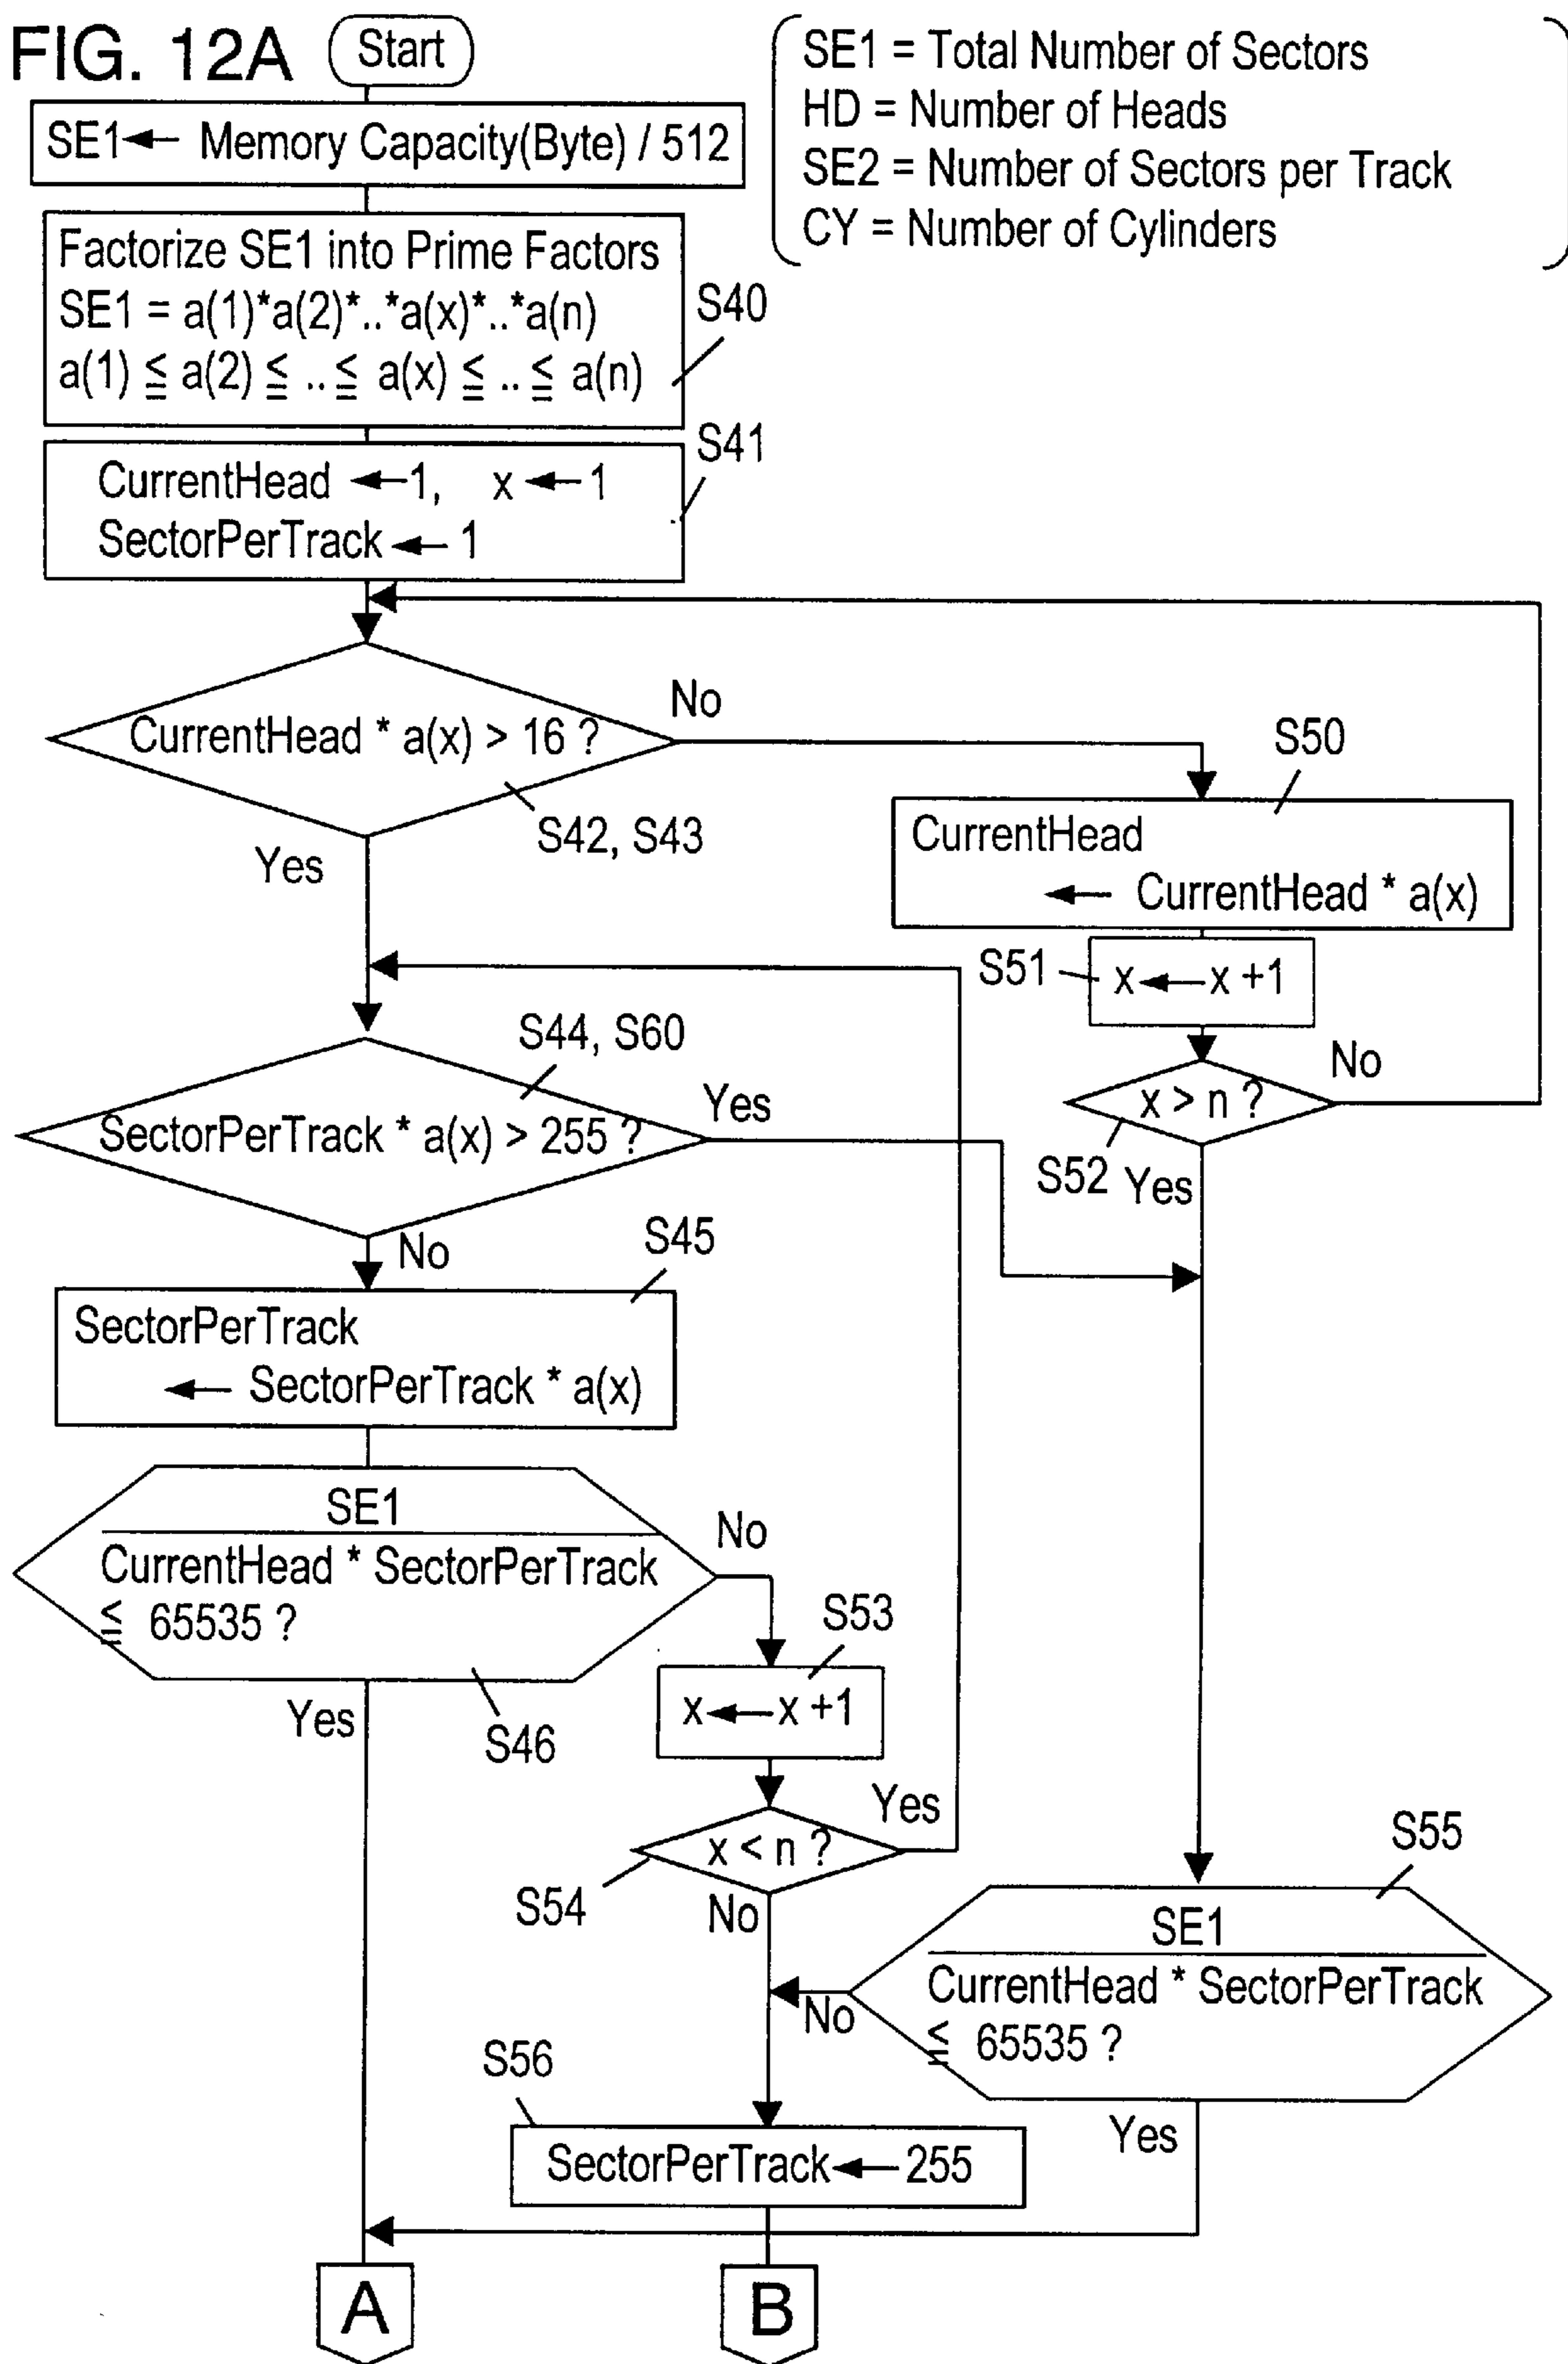 FIG. 12A
Start
SE1 = Total Number of Sectors
HD = Number of Heads
SE2 = Number of Sectors per Track
CY = Number of Cylinders
SE1← Memory Capacity(Byte) / 512
Factorize SE1 into Prime Factors
SE1 = a(1)*a(2)*..*a(x)*..*a(n)
a(1) ≦ a(2) ≦ .. ≦ a(x) ≦ .. ≦ a(n)
S40
S41
CurrentHead ←1, x ← 1
SectorPerTrack ← 1
CurrentHead * a(x) > 16 ?
No
S42, S43
Yes
S50
CurrentHead
← CurrentHead * a(x)
S51
x ← x +1
S44, S60
SectorPerTrack * a(x) > 255 ?
Yes
x > n ?
No
S52
Yes
No
S45
SectorPerTrack
← SectorPerTrack * a(x)
SE1
CurrentHead * SectorPerTrack
≦ 65535 ?
No
S46
Yes
S53
x ← x +1
x < n ?
Yes
S54
No
S55
SE1
CurrentHead * SectorPerTrack
≦ 65535 ?
No
Yes
S56
SectorPerTrack ← 255
A
B